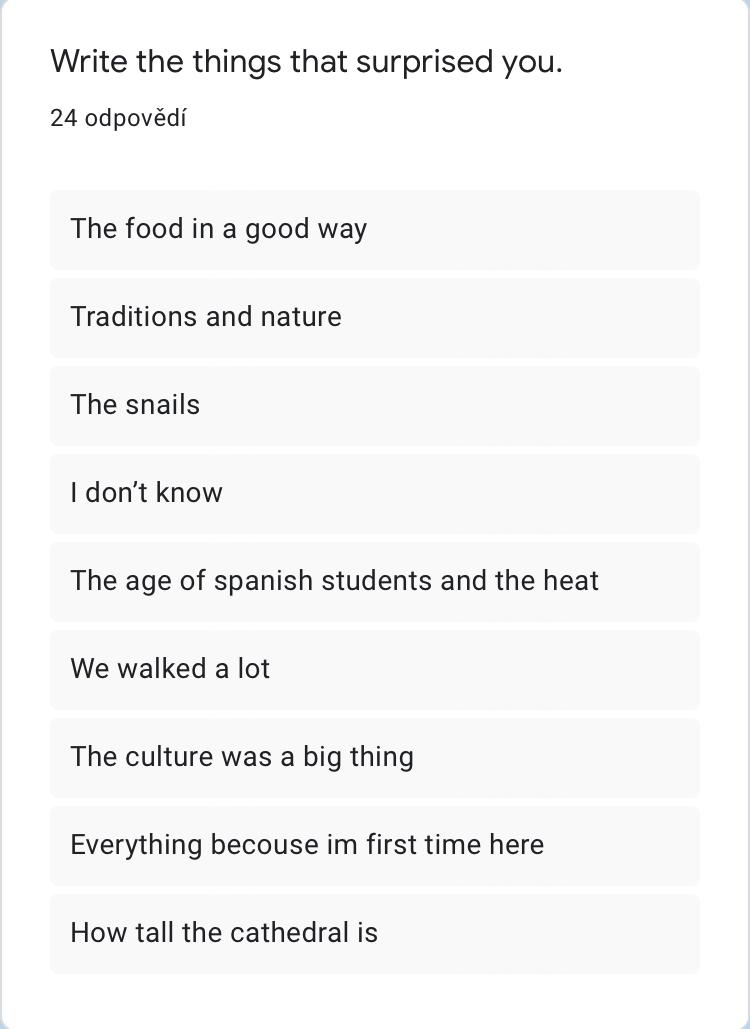 Write the things that surprised you.
24 odpovědí
The food in a good way
Traditions and nature
The snails
I don’t know
The age of spanish students and the heat
We walked a lot
The culture was a big thing
Everything becouse im first time here
How tall the cathedral is